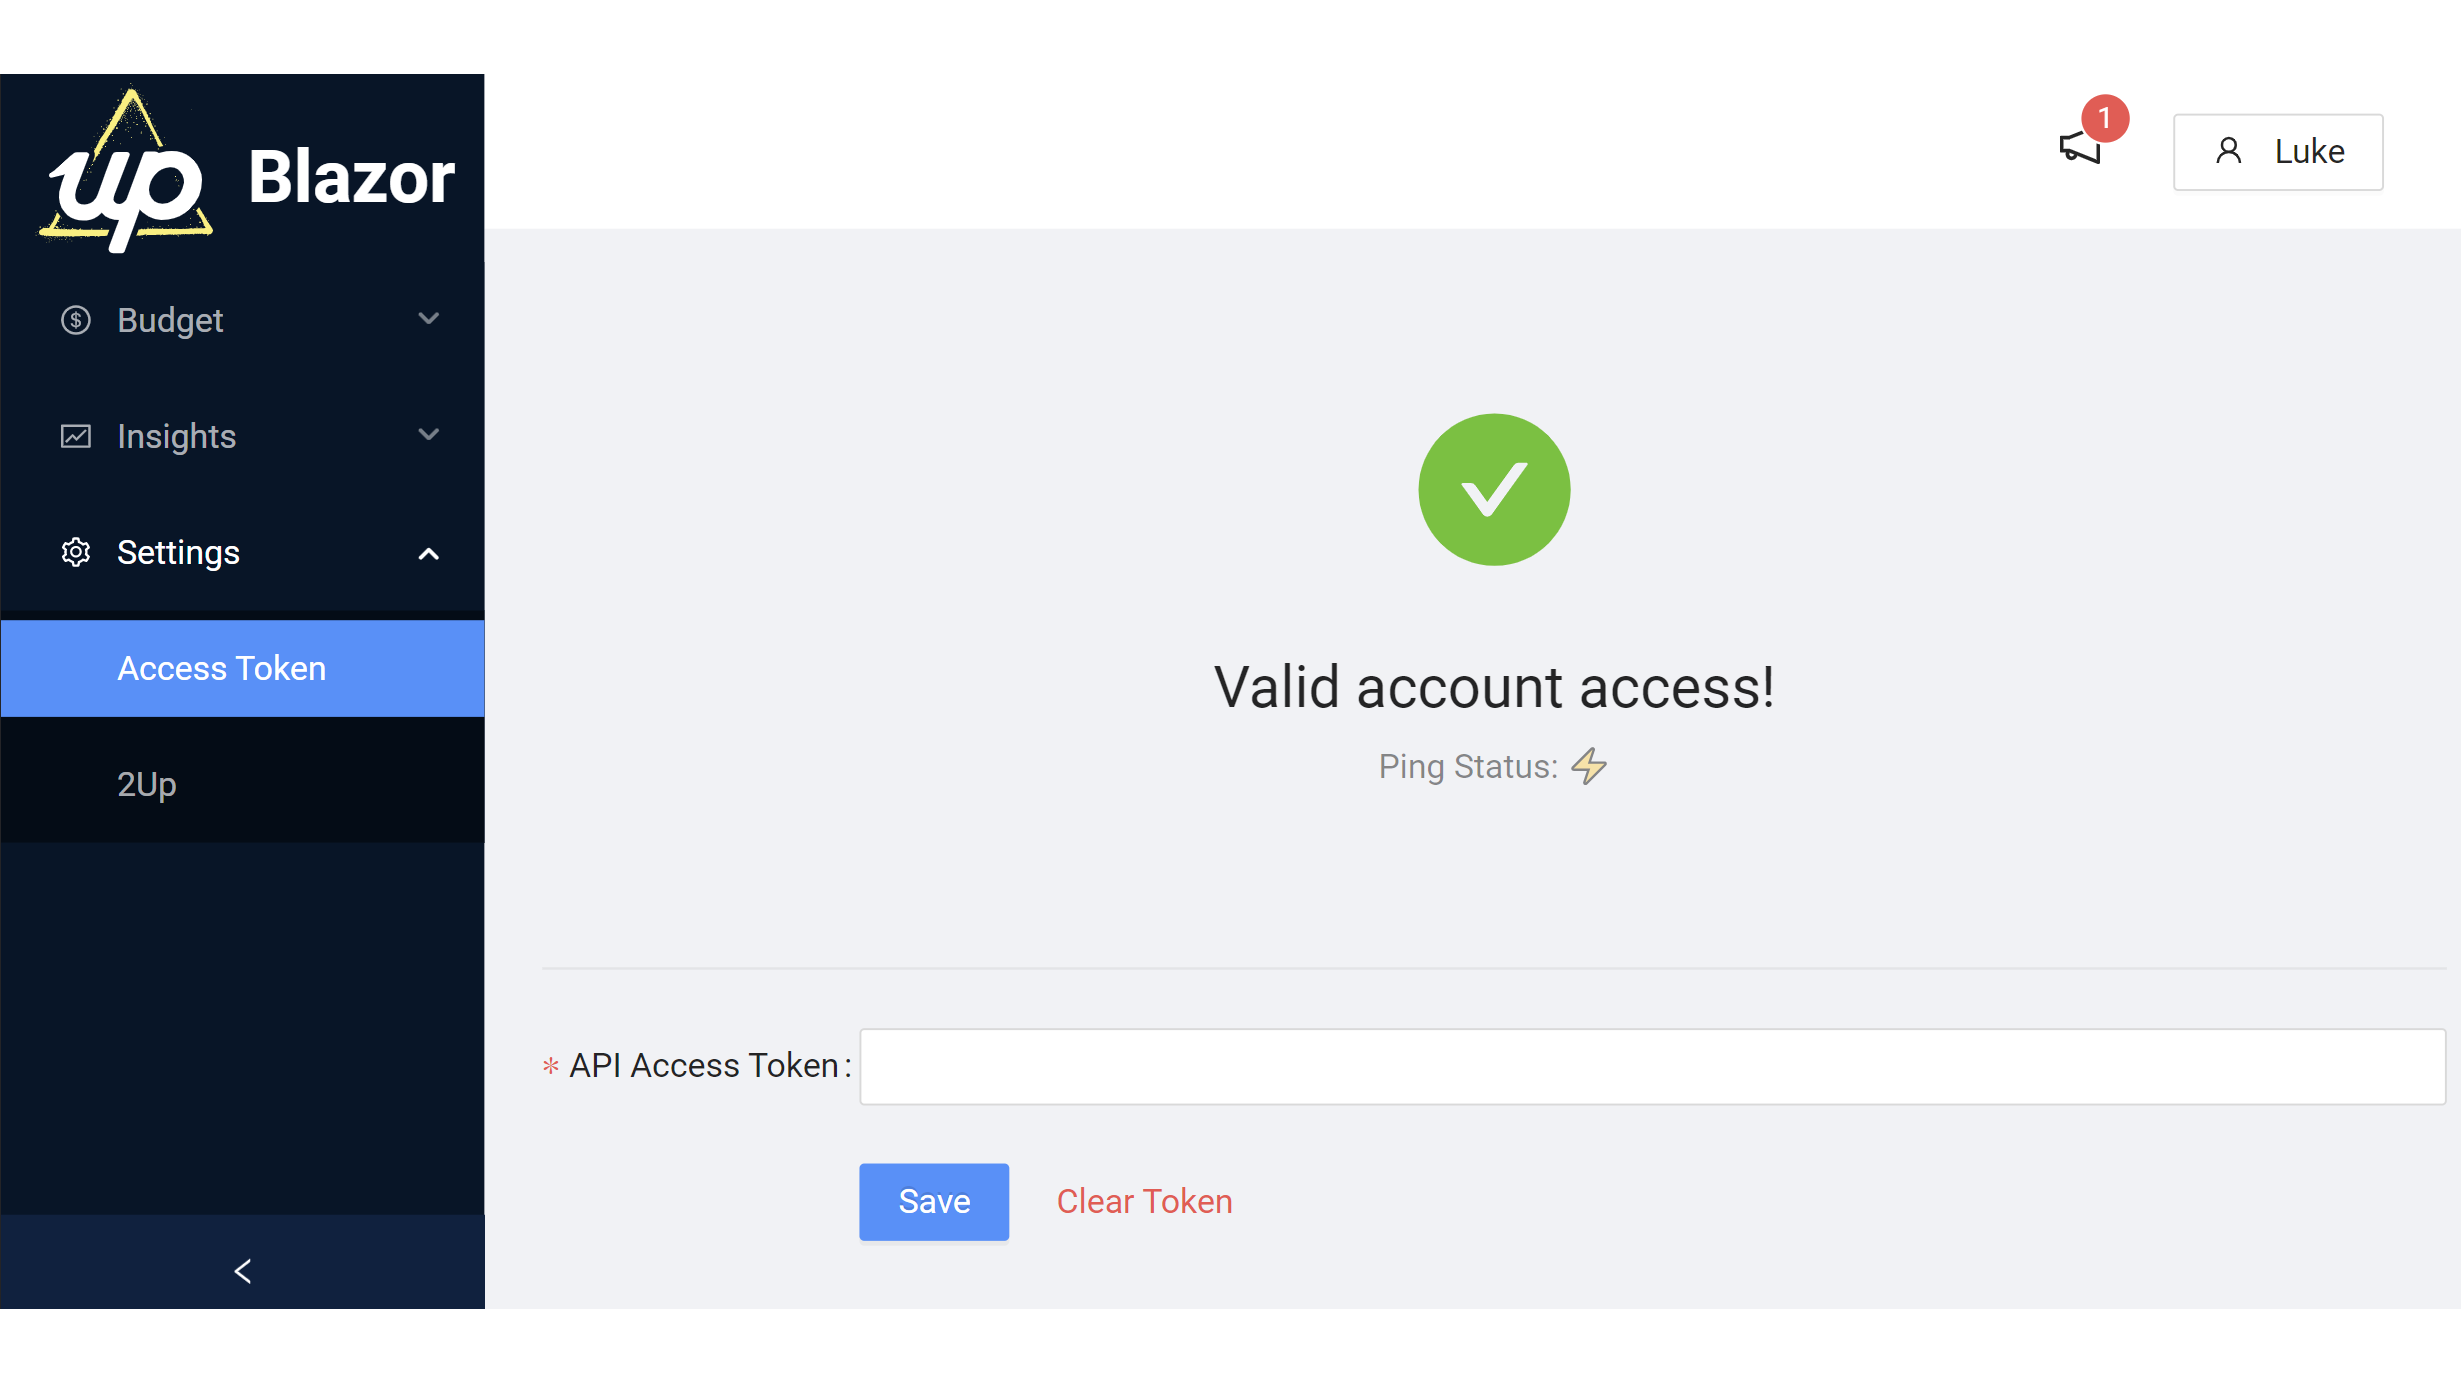 up Blazor
1
Luke
Budget
Insights
Settings
Access Token
2Up
Valid account access!
Ping Status: ⚡
* API Access Token:
Save
Clear Token